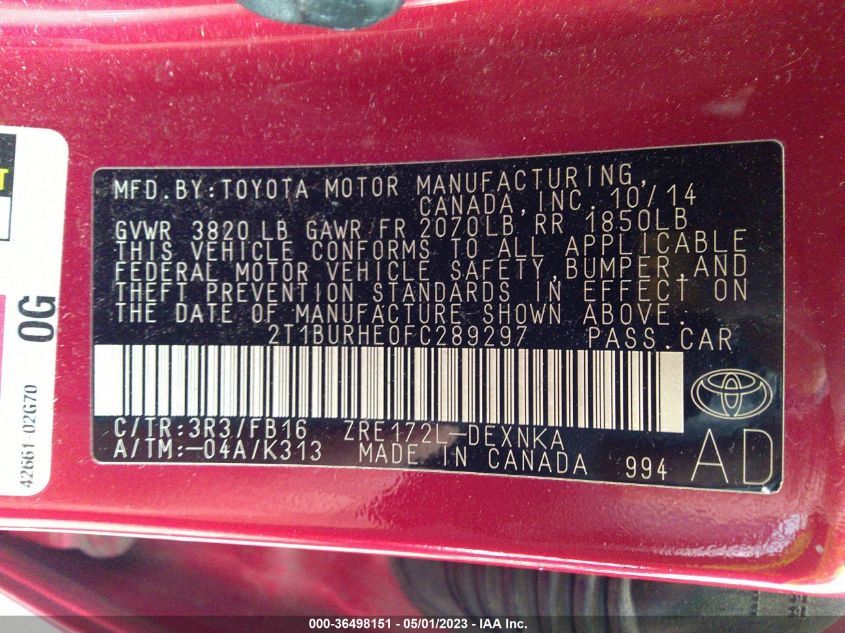 MFD. BY: TOYOTA MOTOR MANUFACTURING,
CANADA, INC. 10/14
GVWR 3820 LB GAWR FR 2070LB RR 1850LB
THIS VEHICLE CONFORMS TO ALL APPLICABLE
FEDERAL MOTOR VEHICLE SAFETY, BUMPER, AND
THEFT PREVENTION STANDARDS IN EFFECT ON
THE DATE OF MANUFACTURE SHOWN ABOVE.
2T1BURHE0FC289297 PASS. CAR
C/TR: 3R3/FB16 ZRE172L-DEXNKA
A/TM: -04A/K313 MADE IN CANADA 994
AD
0G
42661-02G70
000-36498151 - 05/01/2023 - IAA Inc.